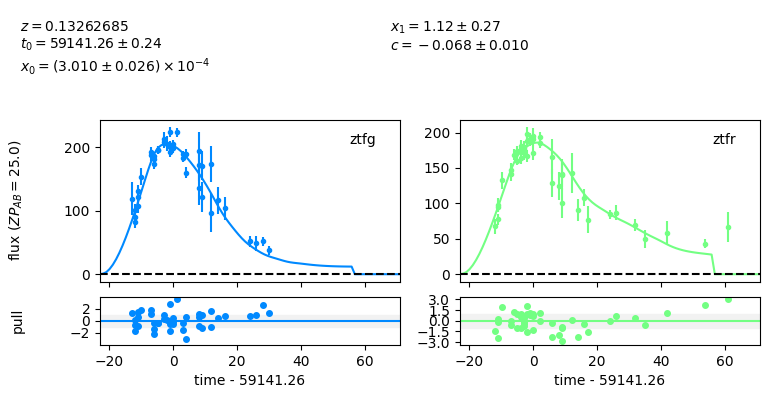 z = 0.13262685
t₀ = 59141.26 ± 0.24
x₀ = (3.010 ± 0.026) × 10⁻⁴
x₁ = 1.12 ± 0.27
c = −0.068 ± 0.010
flux (ZP_AB = 25.0)
ztfg
200
100
0
ztfr
200
150
100
50
0
pull
2
0
−2
3.0
1.5
0.0
−1.5
−3.0
−20 0 20 40 60
−20 0 20 40 60
time - 59141.26
time - 59141.26